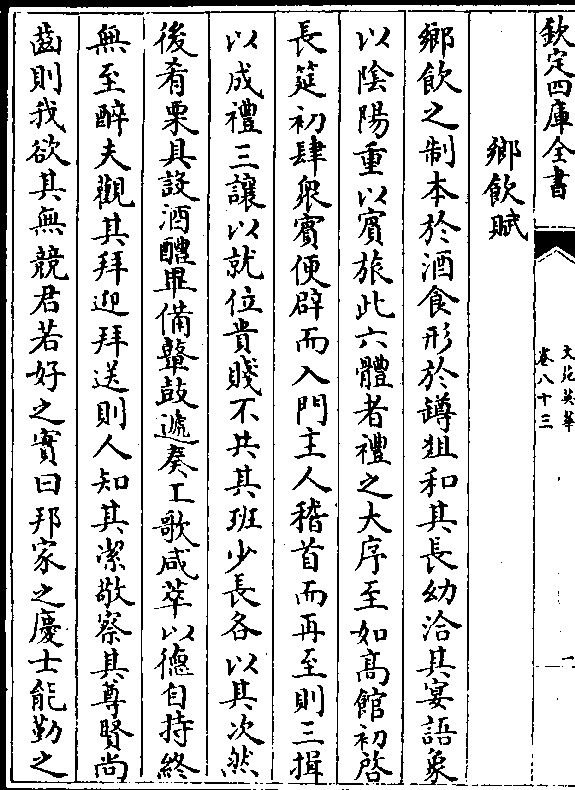 欽定四庫全書
文苑英華
卷八十三
一
鄉飲賦
鄉飲之制本於酒食形於罇俎和其長幼洽其宴語象
以陰陽重以賓旅此六體者禮之大序至如高館初啓
長筵初肆衆賓便辟而入門主人稽首而再至則三揖
以成禮三讓以就位貴賤不共其班少長各以其次然
後肴栗具設酒醴畢備鼙鼓遞奏工歌咸萃以德自持終
無至醉夫觀其拜迎拜送則人知其潔敬察其尊賢尚
齒則我欲其無競君若好之實曰邦家之慶士能勤之